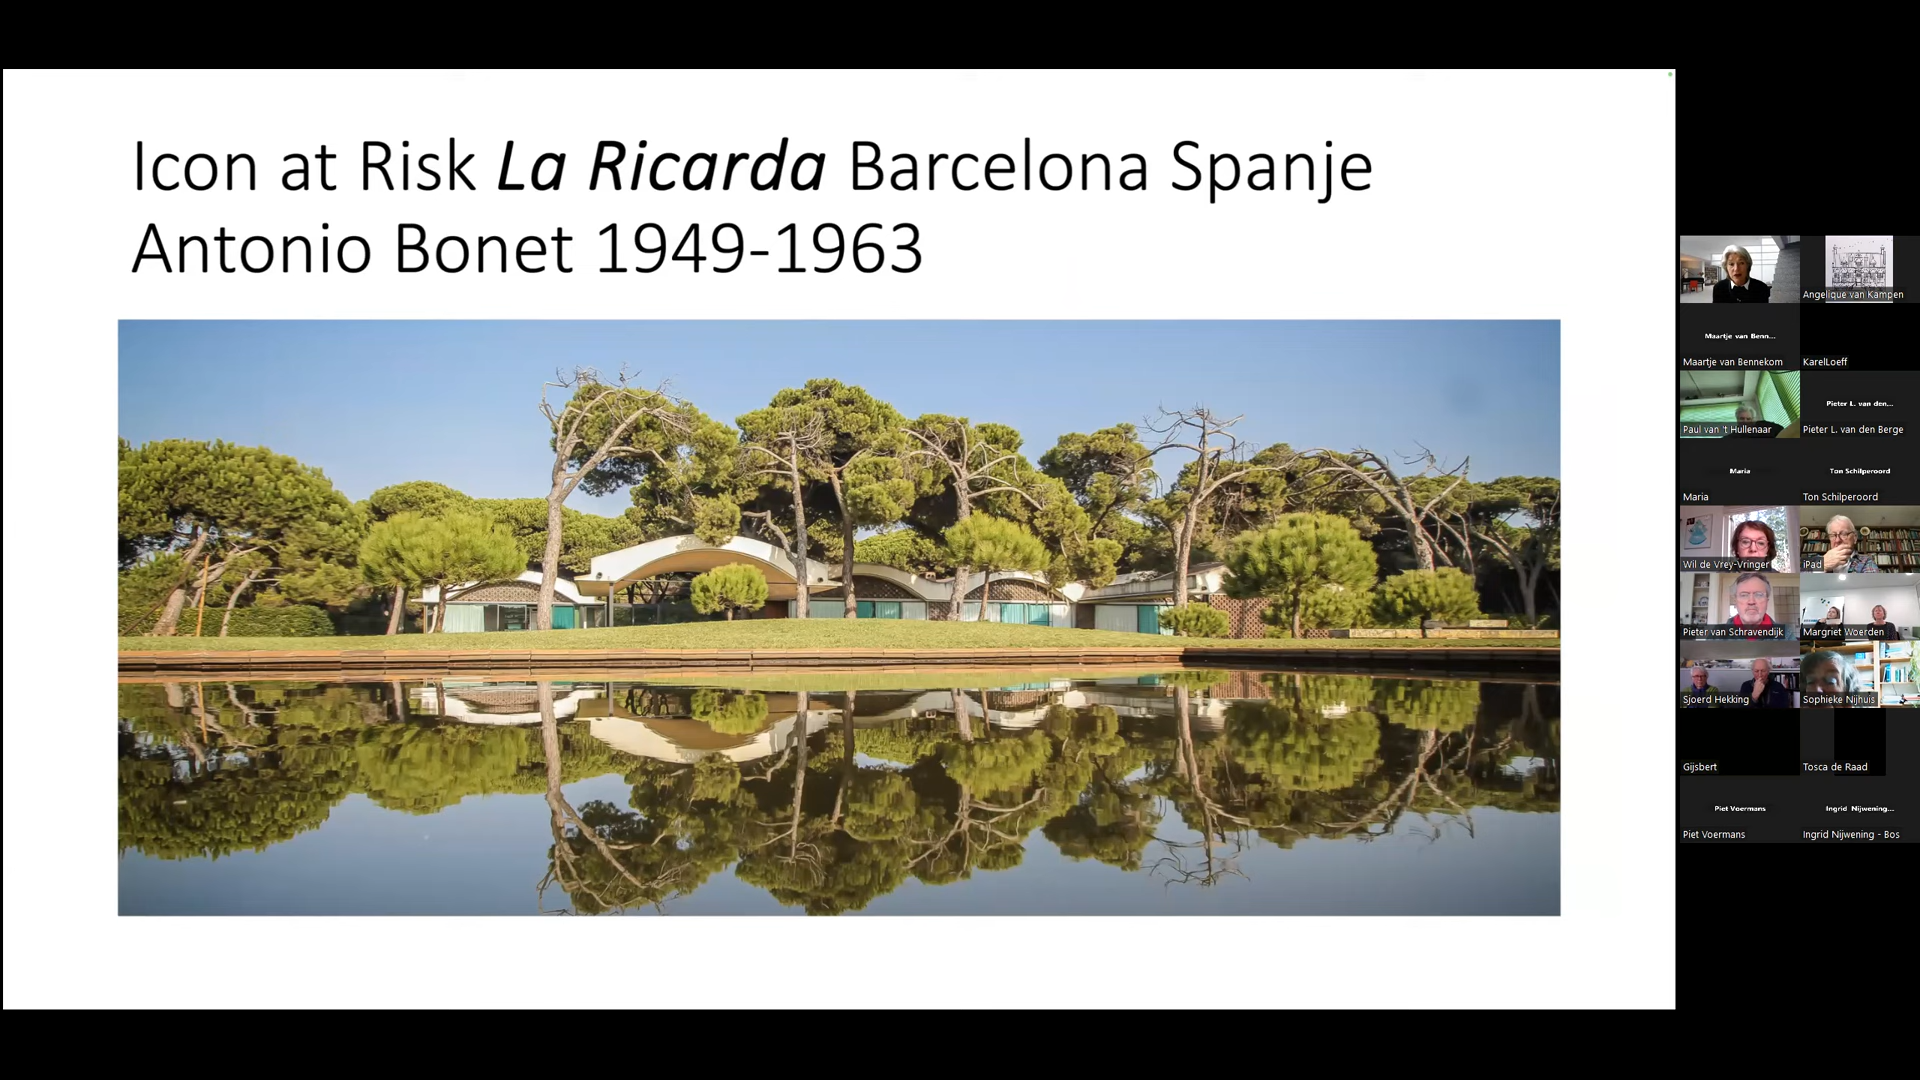 Icon at Risk La Ricarda Barcelona Spanje
Antonio Bonet 1949-1963
Angelique van Kampen
Maartje van Benn...
Maartje van Bennekom
KarelLoeff
Paul van 't Hullenaar
Pieter L. van den...
Pieter L. van den Berge
Maria
Maria
Ton Schilperoord
Ton Schilperoord
Wil de Vrey-Vringer
iPad
Pieter van Schravendijk
Margriet Woerden
Sjoerd Hekking
Sophieke Nijhuis
Gijsbert
Tosca de Raad
Piet Voermans
Piet Voermans
Ingrid Nijwening...
Ingrid Nijwening - Bos